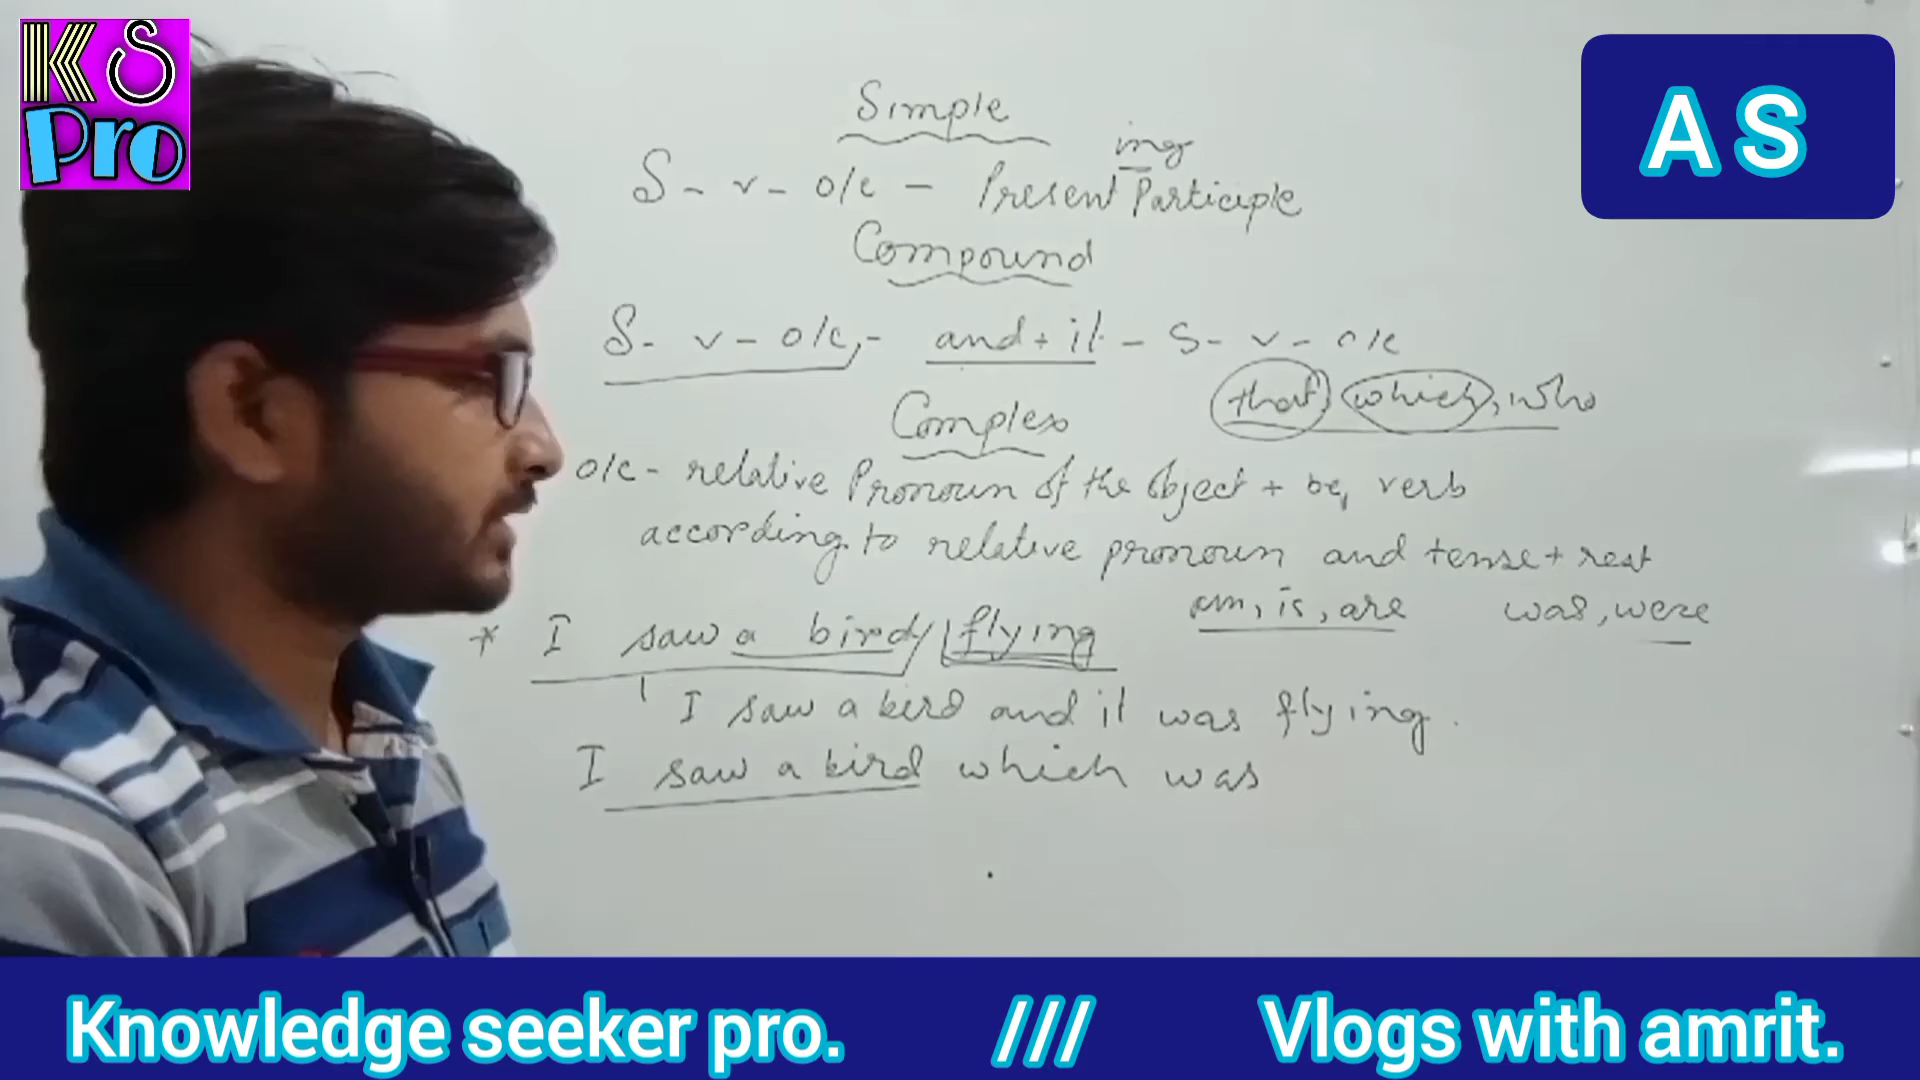 KS
Pro
AS
Simple
ing
S - v - o/c - Present Participle
Compound
S - v - o/c, - and + it - S - v - o/c
that, which, who
Complex
o/c - relative Pronoun of the object + be, verb
according to relative pronoun and tense + rest
am, is, are was, were
* I saw a bird / flying
I saw a bird and it was flying.
I saw a bird which was
Knowledge seeker pro. /// Vlogs with amrit.